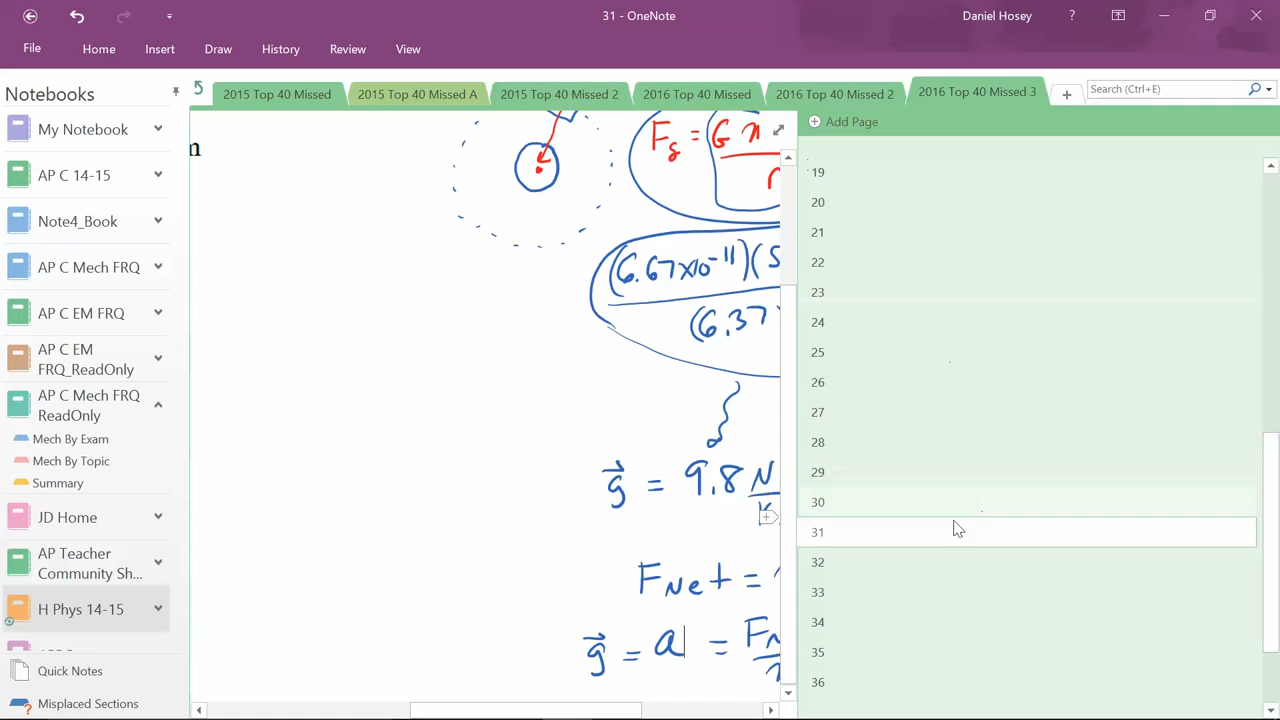 31 - OneNote
Daniel Hosey
?
File
Home
Insert
Draw
History
Review
View
Notebooks
My Notebook
AP C 14-15
Note4_Book
AP C Mech FRQ
AP C EM FRQ
AP C EM
FRQ_ReadOnly
AP C Mech FRQ
ReadOnly
Mech By Exam
Mech By Topic
Summary
JD Home
AP Teacher
Community Sh...
H Phys 14-15
Quick Notes
Misplaced Sections
2015 Top 40 Missed
2015 Top 40 Missed A
2015 Top 40 Missed 2
2016 Top 40 Missed
2016 Top 40 Missed 2
2016 Top 40 Missed 3
Search (Ctrl+E)
n
Fg = G
(6.67x10⁻¹¹)(5
(6.37
g⃗ = 9.8 N
F Net =
g⃗ = a =
Add Page
19
20
21
22
23
24
25
26
27
28
29
30
31
32
33
34
35
36